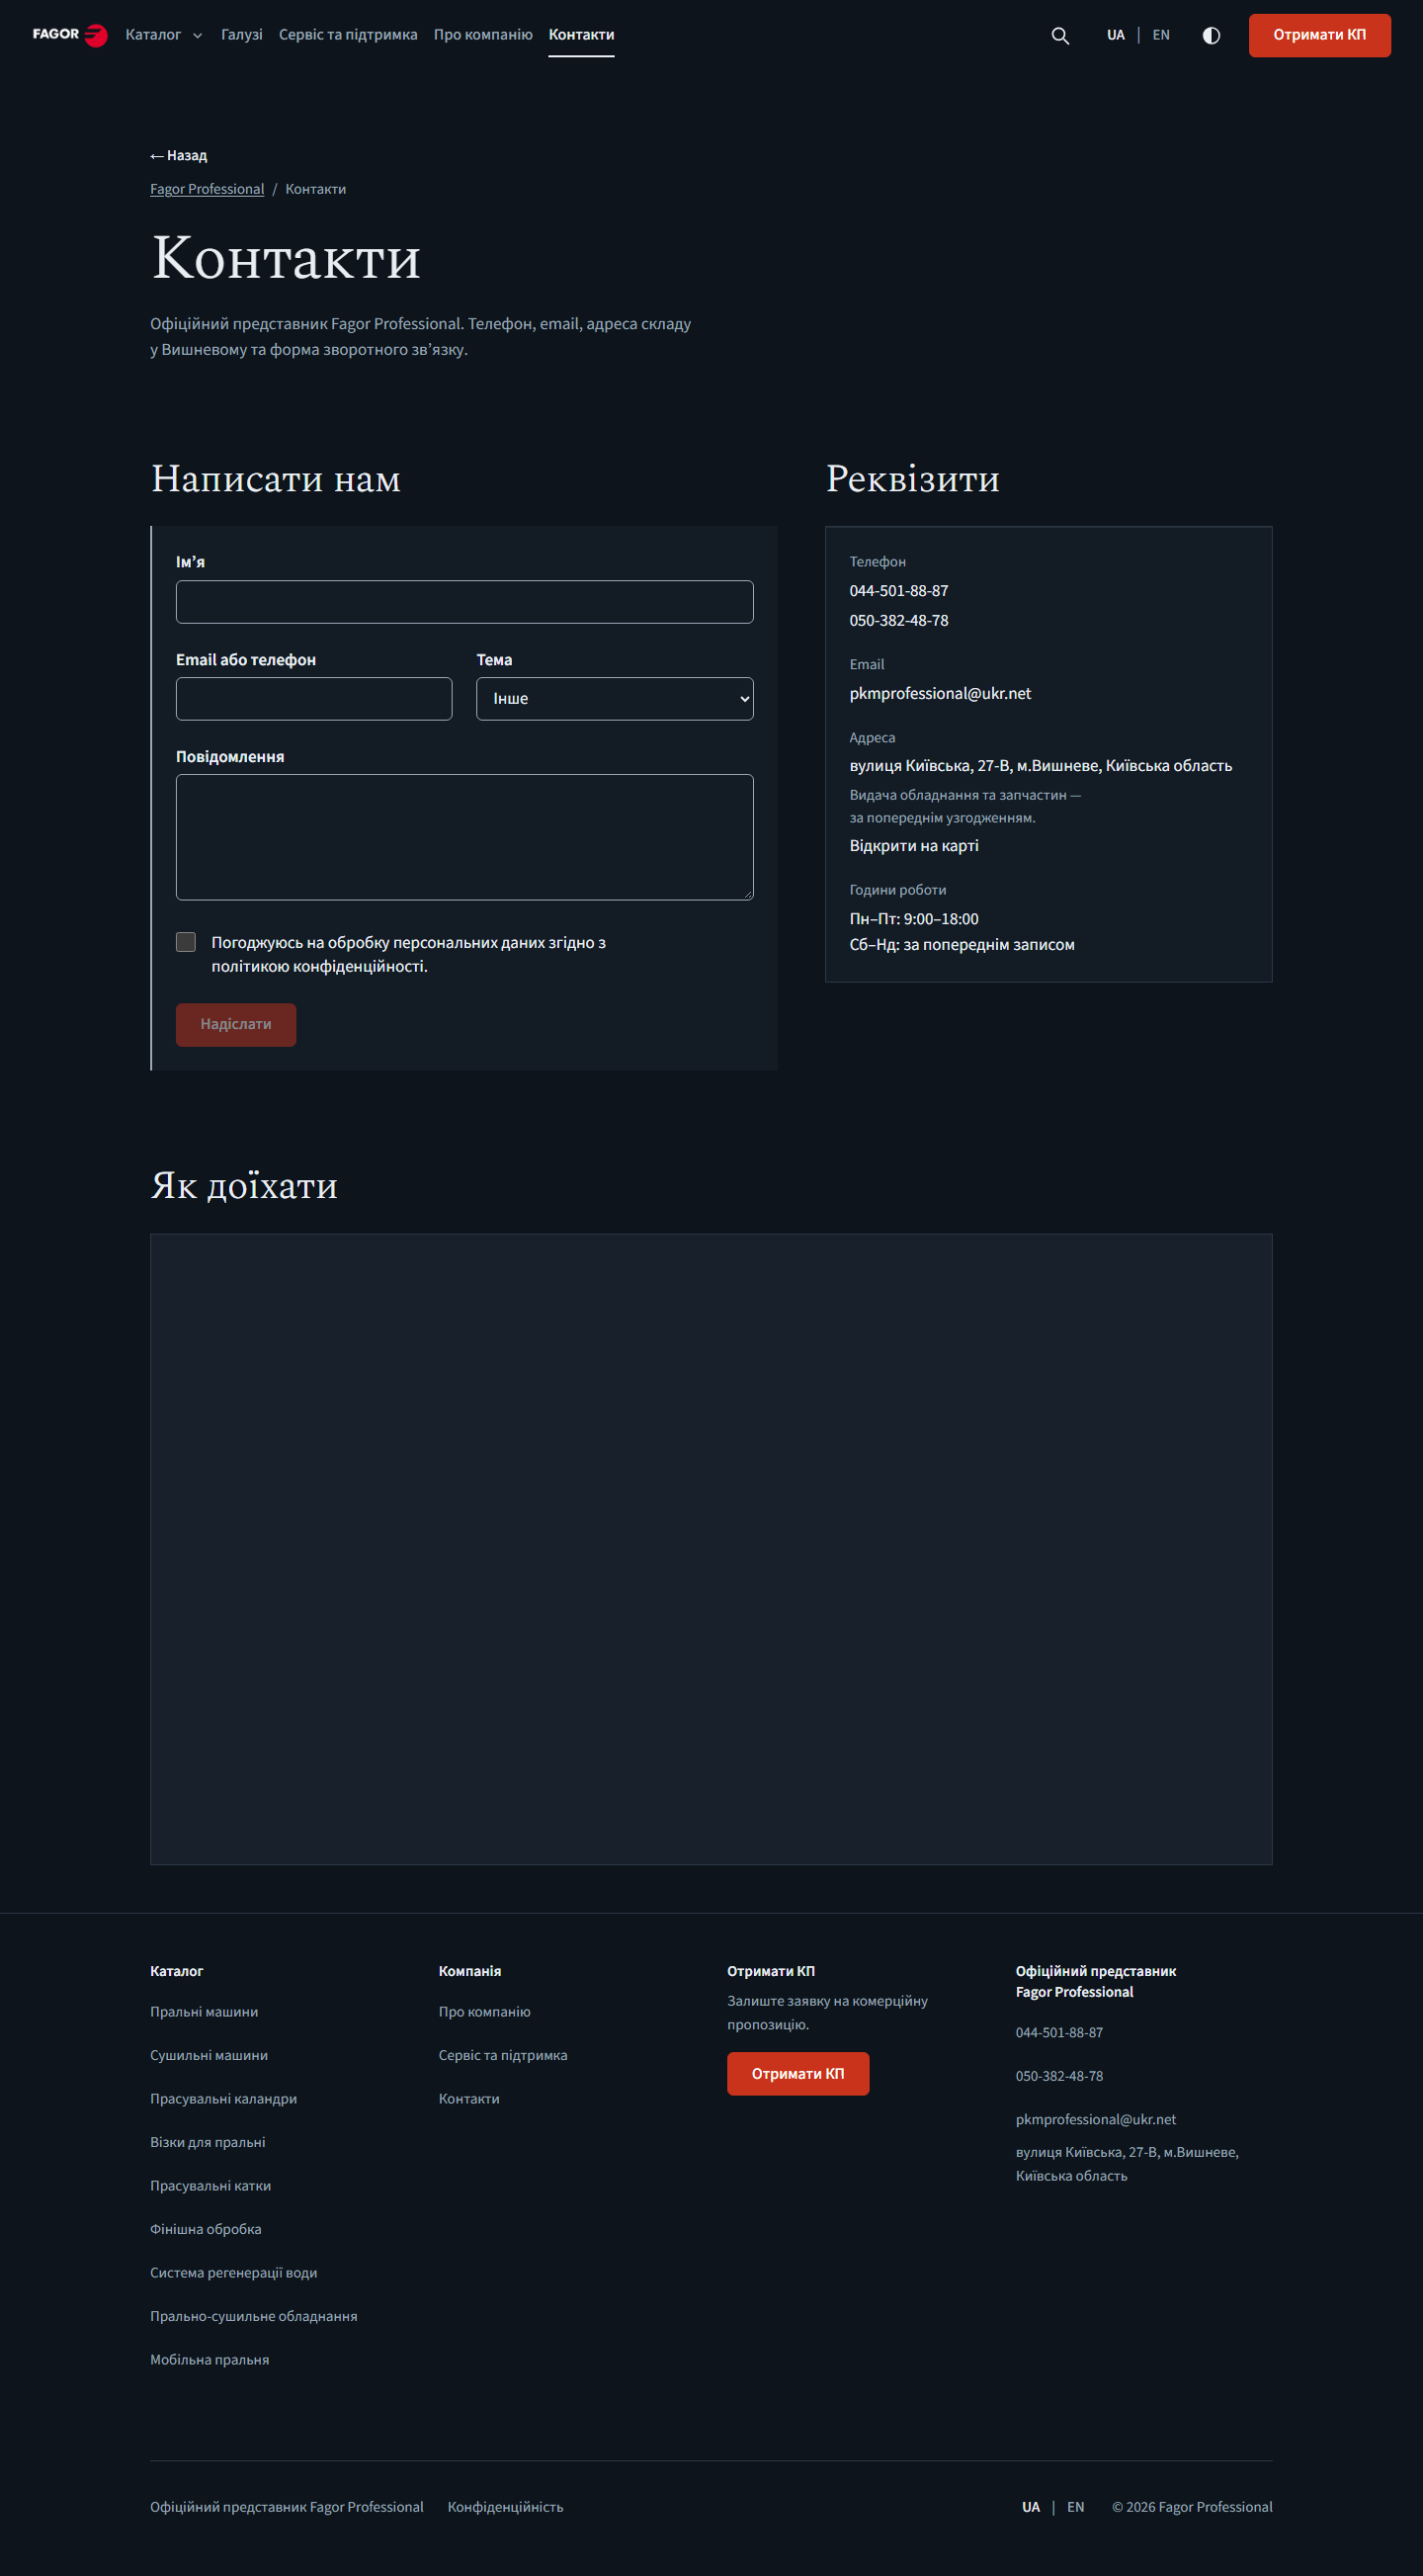 FAGOR
Каталог
Галузі
Сервіс та підтримка
Про компанію
Контакти
UA | EN
Отримати КП
← Назад
Fagor Professional / Контакти
Контакти
Офіційний представник Fagor Professional. Телефон, email, адреса складу
у Вишневому та форма зворотного зв’язку.
Написати нам
Ім’я
Email або телефон
Тема
Інше
Повідомлення
Погоджуюсь на обробку персональних даних згідно з
політикою конфіденційності.
Надіслати
Реквізити
Телефон
044-501-88-87
050-382-48-78
Email
pkmprofessional@ukr.net
Адреса
вулиця Київська, 27-В, м.Вишневе, Київська область
Видача обладнання та запчастин —
за попереднім узгодженням.
Відкрити на карті
Години роботи
Пн–Пт: 9:00–18:00
Сб–Нд: за попереднім записом
Як доїхати
Каталог
Пральні машини
Сушильні машини
Прасувальні каландри
Візки для пральні
Прасувальні катки
Фінішна обробка
Система регенерації води
Прально-сушильне обладнання
Мобільна пральня
Компанія
Про компанію
Сервіс та підтримка
Контакти
Отримати КП
Залиште заявку на комерційну
пропозицію.
Отримати КП
Офіційний представник
Fagor Professional
044-501-88-87
050-382-48-78
pkmprofessional@ukr.net
вулиця Київська, 27-В, м.Вишневе,
Київська область
Офіційний представник Fagor Professional
Конфіденційність
UA | EN
© 2026 Fagor Professional